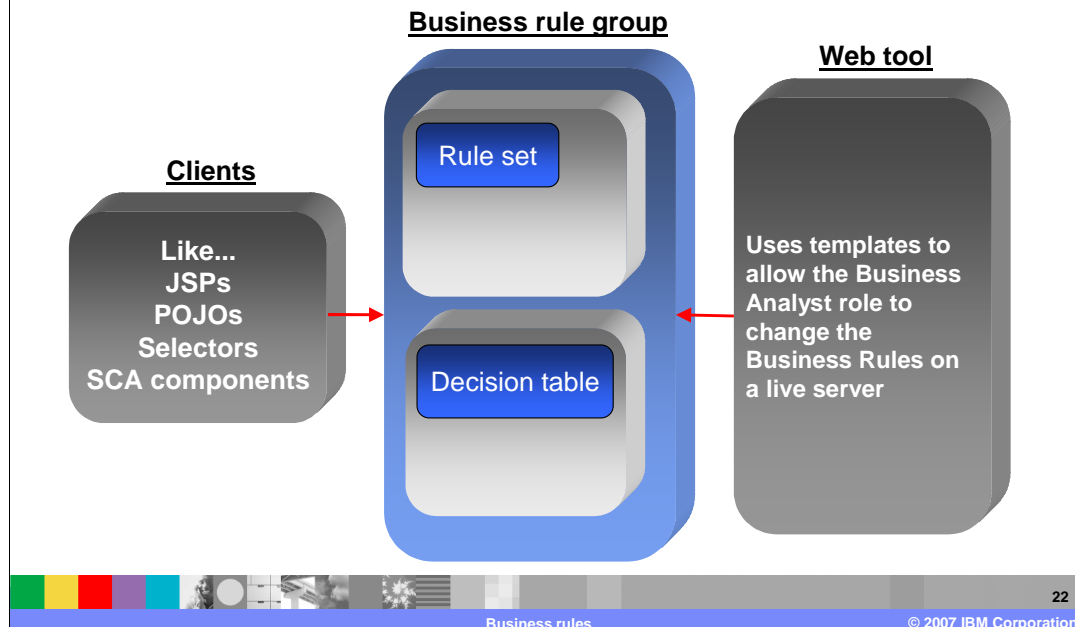 Business rule group
Web tool
Clients
Like...
JSPs
POJOs
Selectors
SCA components
Rule set
Decision table
Uses templates to
allow the Business
Analyst role to
change the
Business Rules on
a live server
22
Business rules
© 2007 IBM Corporation